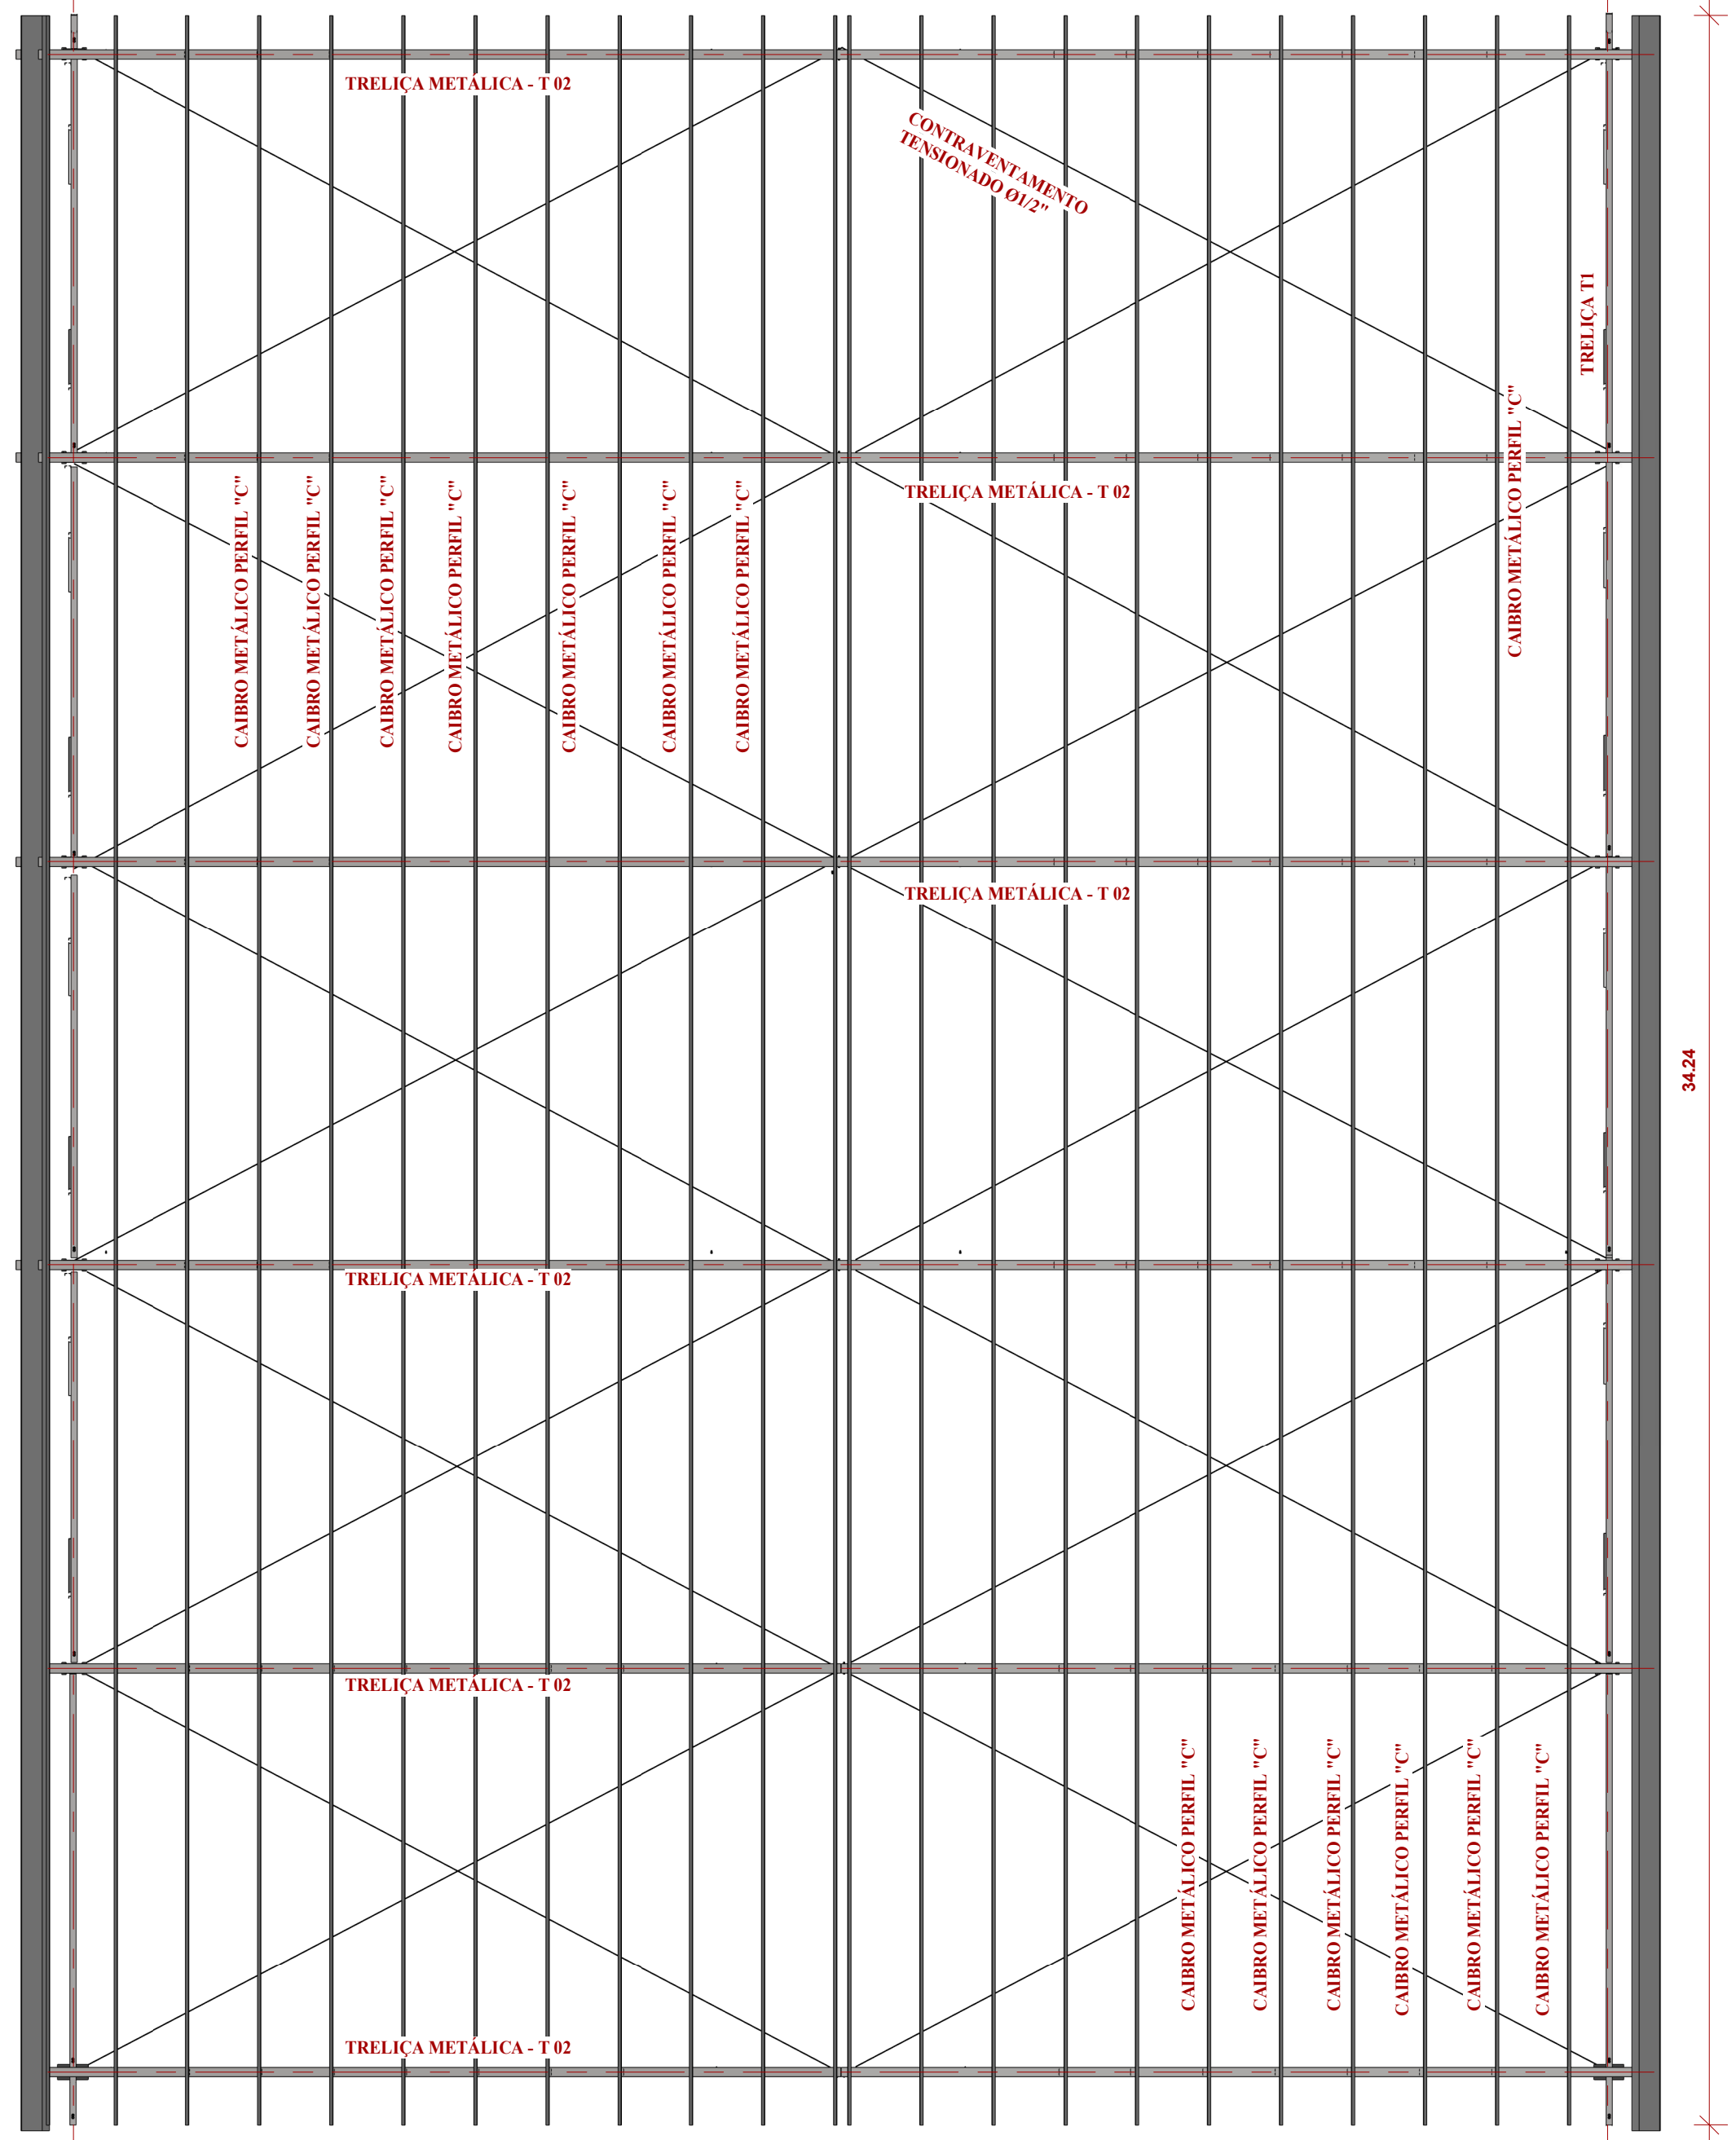 TRELIÇA METÁLICA - T 02
CONTRAVENTAMENTO
TENSIONADO Ø1/2"
TRELIÇA T1
CAIBRO METÁLICO PERFIL "C"
CAIBRO METÁLICO PERFIL "C"
CAIBRO METÁLICO PERFIL "C"
CAIBRO METÁLICO PERFIL "C"
CAIBRO METÁLICO PERFIL "C"
CAIBRO METÁLICO PERFIL "C"
CAIBRO METÁLICO PERFIL "C"
CAIBRO METÁLICO PERFIL "C"
TRELIÇA METÁLICA - T 02
TRELIÇA METÁLICA - T 02
34.24
TRELIÇA METÁLICA - T 02
TRELIÇA METÁLICA - T 02
CAIBRO METÁLICO PERFIL "C"
CAIBRO METÁLICO PERFIL "C"
CAIBRO METÁLICO PERFIL "C"
CAIBRO METÁLICO PERFIL "C"
CAIBRO METÁLICO PERFIL "C"
CAIBRO METÁLICO PERFIL "C"
TRELIÇA METÁLICA - T 02